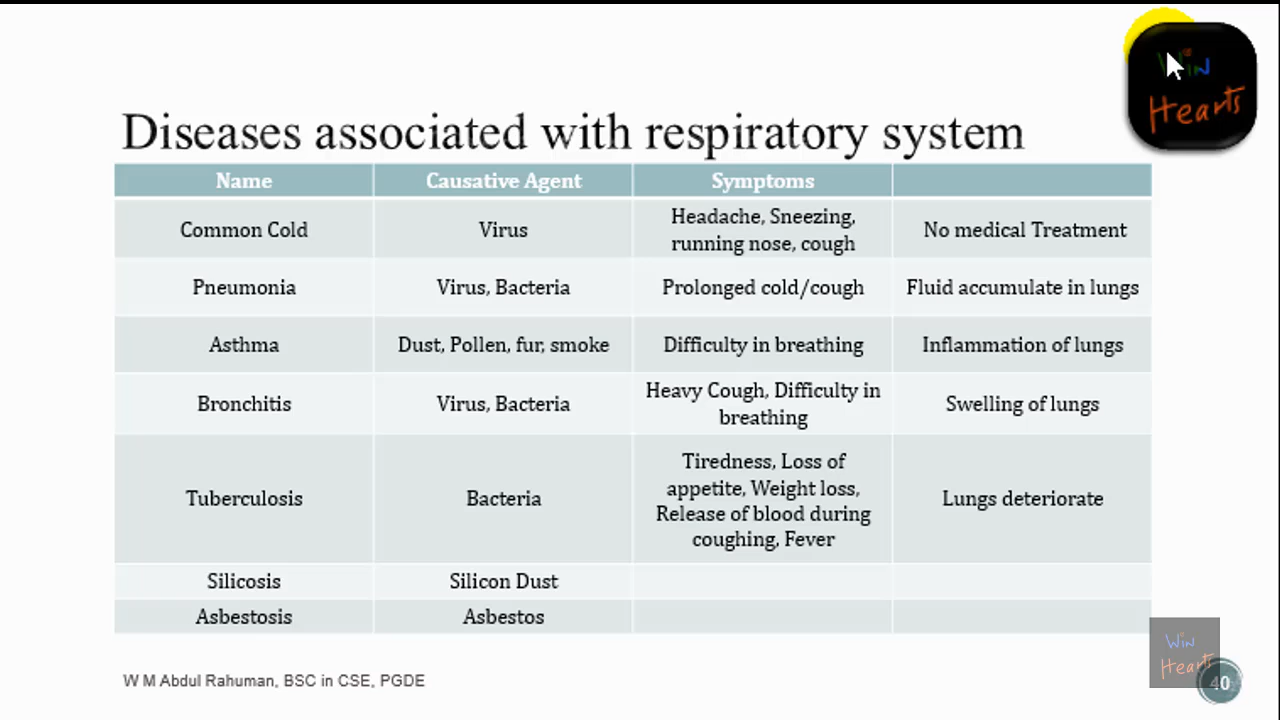 Win
Hearts
Diseases associated with respiratory system
Name Causative Agent Symptoms
Common Cold Virus Headache, Sneezing, running nose, cough No medical Treatment
Pneumonia Virus, Bacteria Prolonged cold/cough Fluid accumulate in lungs
Asthma Dust, Pollen, fur, smoke Difficulty in breathing Inflammation of lungs
Bronchitis Virus, Bacteria Heavy Cough, Difficulty in breathing Swelling of lungs
Tuberculosis Bacteria Tiredness, Loss of appetite, Weight loss, Release of blood during coughing, Fever Lungs deteriorate
Silicosis Silicon Dust
Asbestosis Asbestos
Win
Hearts
W M Abdul Rahuman, BSC in CSE, PGDE
40